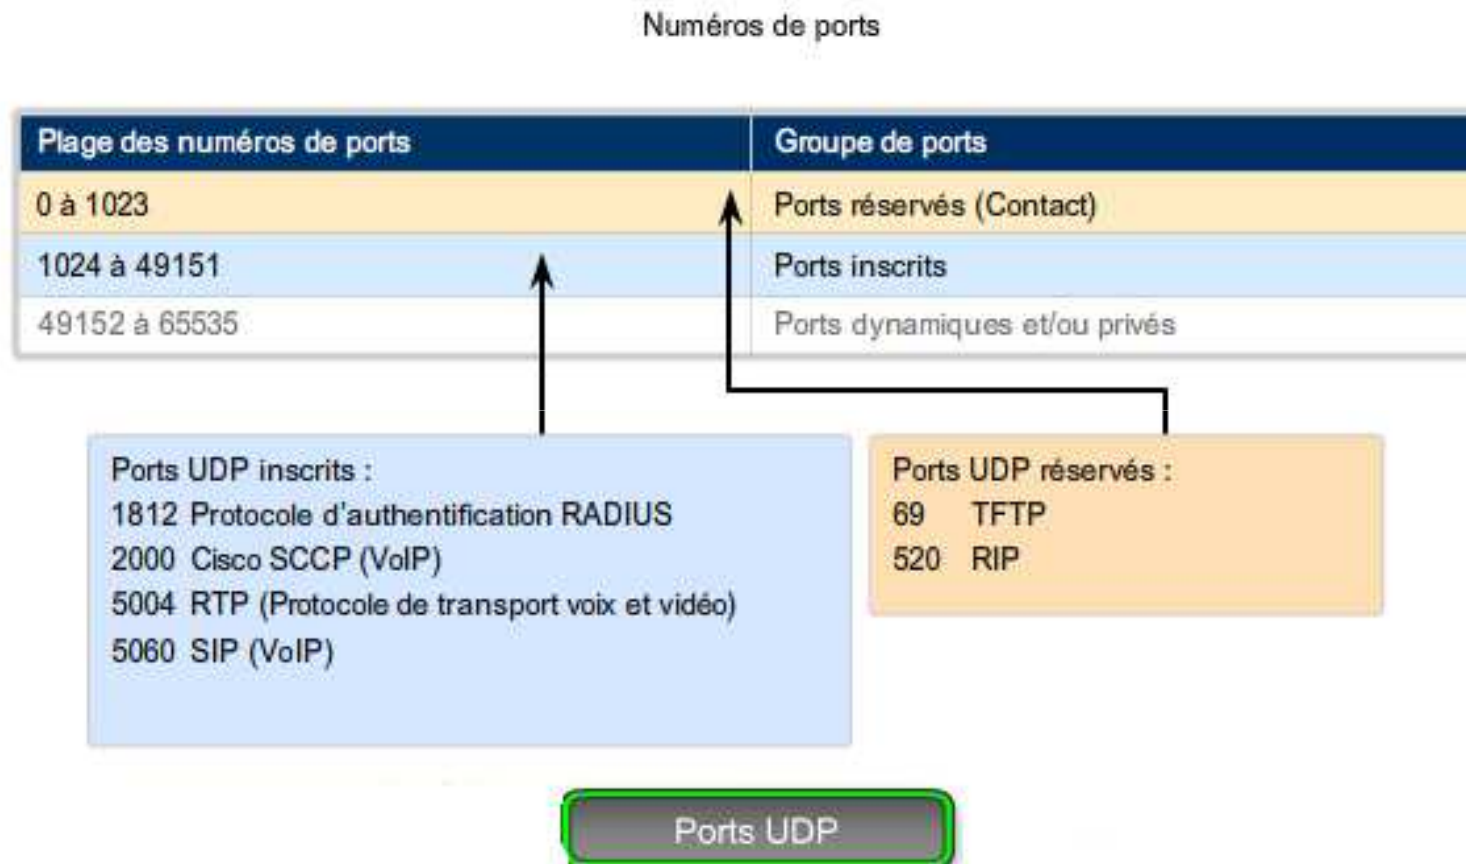 Numéros de ports
Plage des numéros de ports Groupe de ports
0 à 1023 Ports réservés (Contact)
1024 à 49151 Ports inscrits
49152 à 65535 Ports dynamiques et/ou privés
Ports UDP inscrits :
1812 Protocole d'authentification RADIUS
2000 Cisco SCCP (VoIP)
5004 RTP (Protocole de transport voix et vidéo)
5060 SIP (VoIP)
Ports UDP réservés :
69 TFTP
520 RIP
Ports UDP